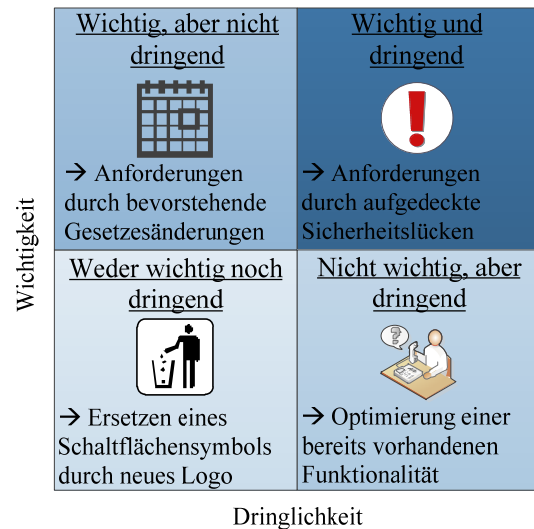 Wichtig, aber nicht
dringend
→ Anforderungen
durch bevorstehende
Gesetzesänderungen
Wichtig und
dringend
→ Anforderungen
durch aufgedeckte
Sicherheitslücken
Weder wichtig noch
dringend
→ Ersetzen eines
Schaltflächensymbols
durch neues Logo
Nicht wichtig, aber
dringend
?
→ Optimierung einer
bereits vorhandenen
Funktionalität
Wichtigkeit
Dringlichkeit